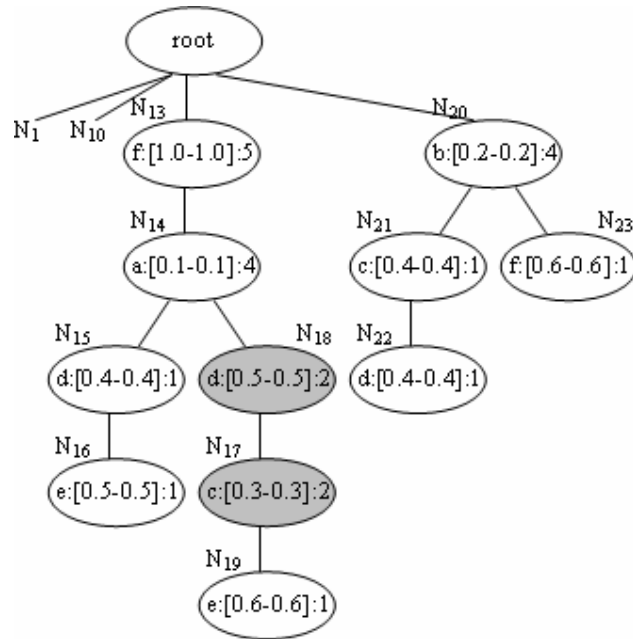 root
N1 N10 N13 N20
f:[1.0-1.0]:5 b:[0.2-0.2]:4
N14 N21 N23
a:[0.1-0.1]:4 c:[0.4-0.4]:1 f:[0.6-0.6]:1
N15 N18 N22
d:[0.4-0.4]:1 d:[0.5-0.5]:2 d:[0.4-0.4]:1
N16 N17
e:[0.5-0.5]:1 c:[0.3-0.3]:2
N19
e:[0.6-0.6]:1